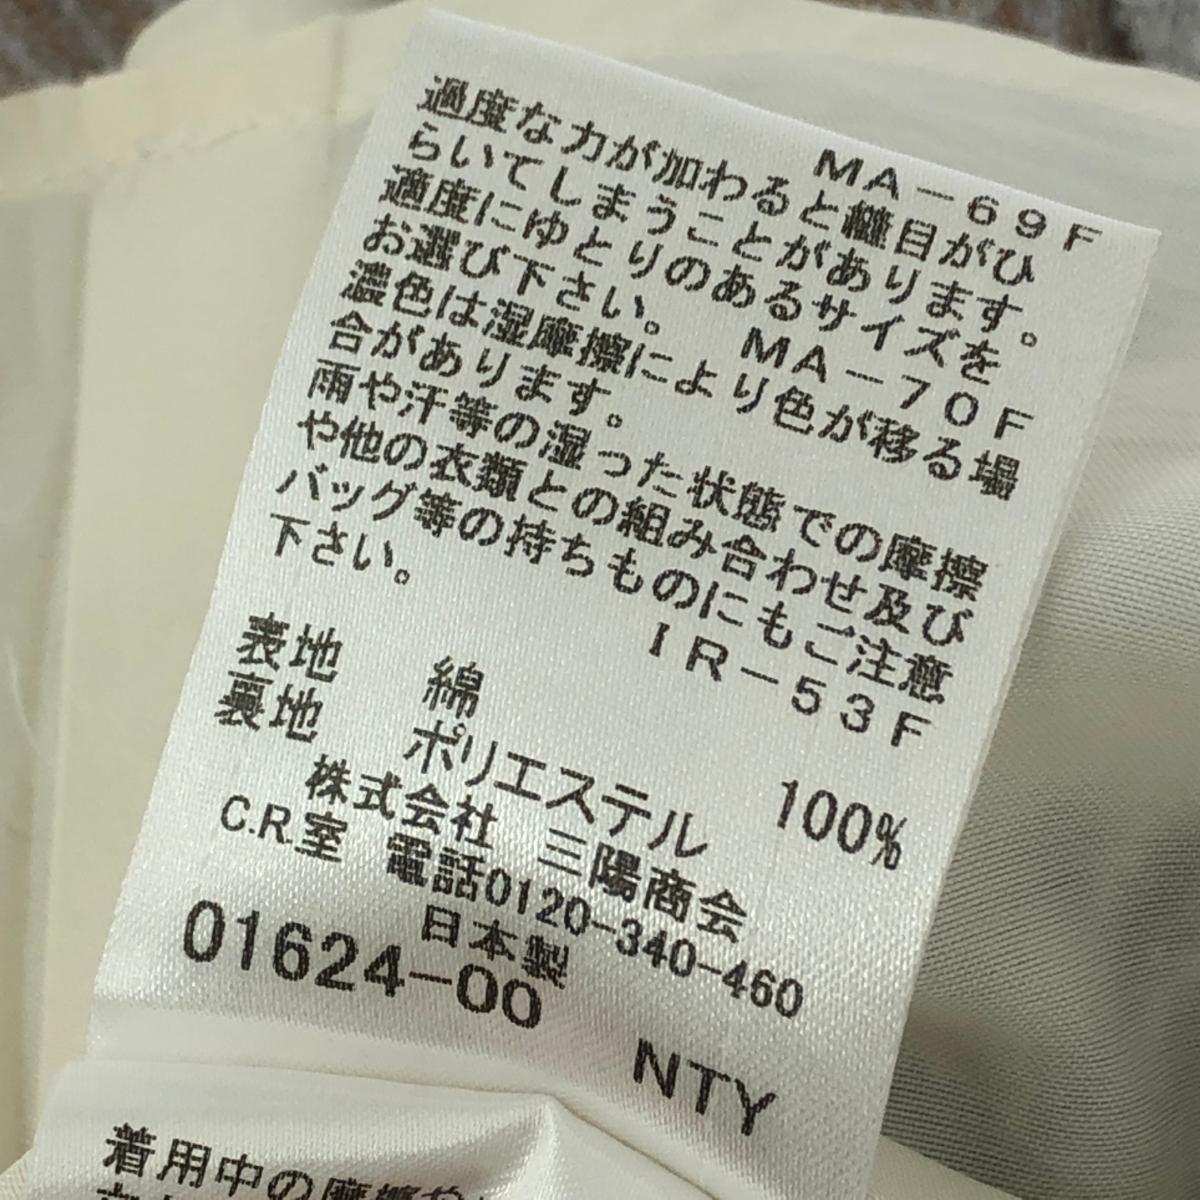 MA－69F
過度な力が加わると縫目がひ
らいてしまうことがあります。
適度にゆとりのあるサイズを
お選び下さい。
MA－70F
濃色は湿摩擦により色が移る場
合があります。
雨や汗等の湿った状態での摩擦
や他の衣類との組み合わせ及び
バッグ等の持ちものにもご注意
下さい。
IR－53F
表地 綿 100%
裏地 ポリエステル
株式会社 三陽商会
C.R.室 電話0120-340-460
日本製
01624-00
NTY
着用中の摩擦や